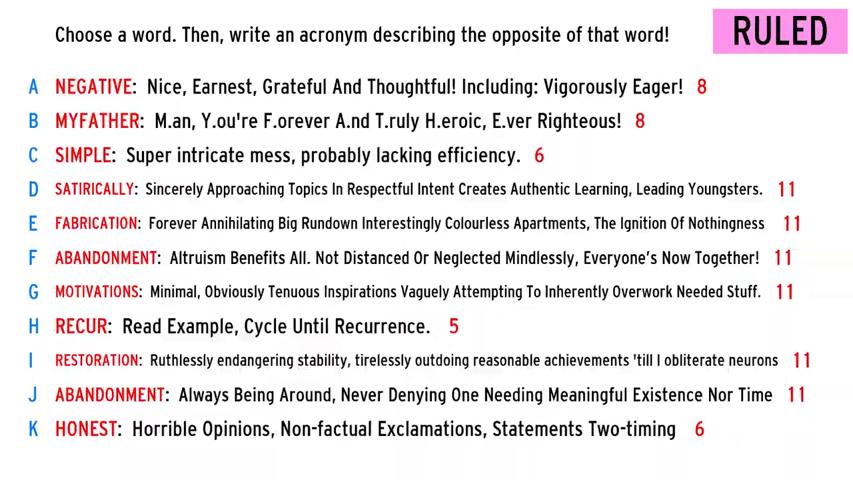 Choose a word. Then, write an acronym describing the opposite of that word!
RULED
A NEGATIVE: Nice, Earnest, Grateful And Thoughtful! Including: Vigorously Eager! 8
B MYFATHER: M.an, Y.ou're F.orever A.nd T.ruly H.eroic, E.ver Righteous! 8
C SIMPLE: Super intricate mess, probably lacking efficiency. 6
D SATIRICALLY: Sincerely Approaching Topics In Respectful Intent Creates Authentic Learning, Leading Youngsters. 11
E FABRICATION: Forever Annihilating Big Rundown Interestingly Colourless Apartments, The Ignition Of Nothingness 11
F ABANDONMENT: Altruism Benefits All. Not Distanced Or Neglected Mindlessly, Everyone's Now Together! 11
G MOTIVATIONS: Minimal, Obviously Tenuous Inspirations Vaguely Attempting To Inherently Overwork Needed Stuff. 11
H RECUR: Read Example, Cycle Until Recurrence. 5
I RESTORATION: Ruthlessly endangering stability, tirelessly outdoing reasonable achievements 'till I obliterate neurons 11
J ABANDONMENT: Always Being Around, Never Denying One Needing Meaningful Existence Nor Time 11
K HONEST: Horrible Opinions, Non-factual Exclamations, Statements Two-timing 6